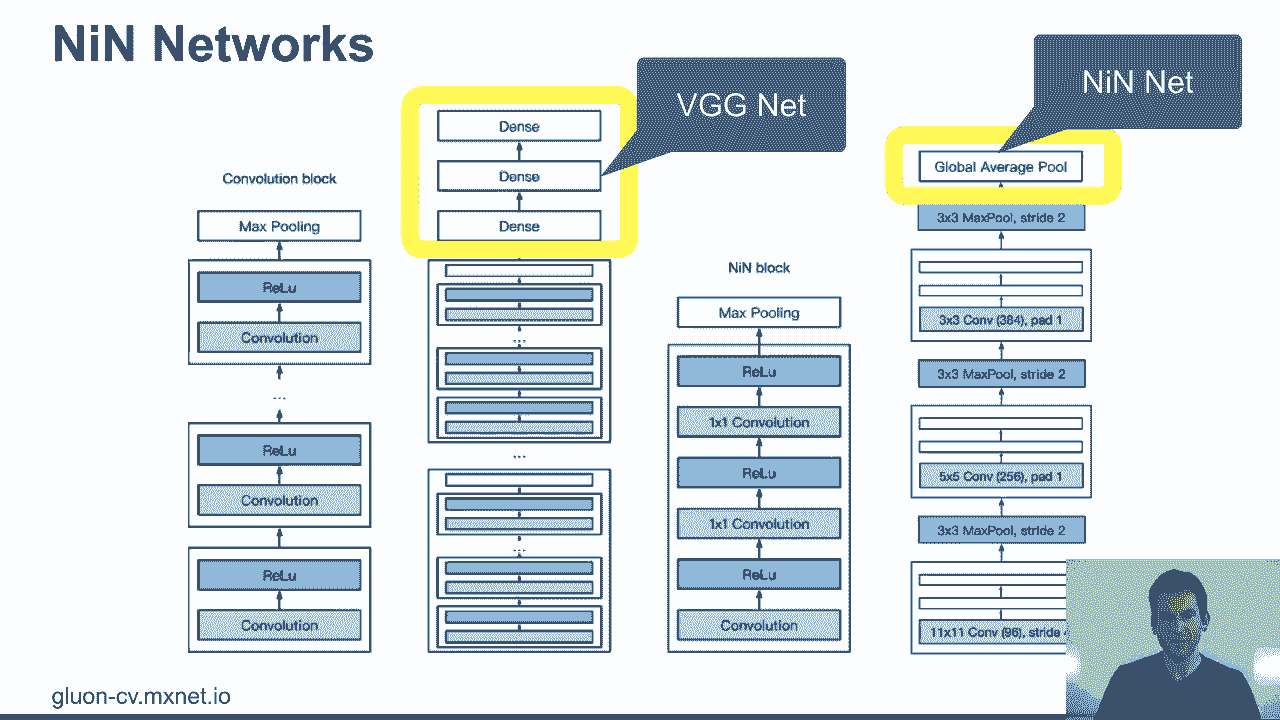 NiN Networks
VGG Net
NiN Net
Convolution block
Max Pooling
ReLu
Convolution
...
ReLu
Convolution
ReLu
Convolution
Dense
Dense
Dense
...
...
...
NiN block
Max Pooling
ReLu
1x1 Convolution
ReLu
1x1 Convolution
ReLu
Convolution
Global Average Pool
3x3 MaxPool, stride 2
3x3 Conv (384), pad 1
3x3 MaxPool, stride 2
5x5 Conv (256), pad 1
3x3 MaxPool, stride 2
11x11 Conv (96), stride
gluon-cv.mxnet.io